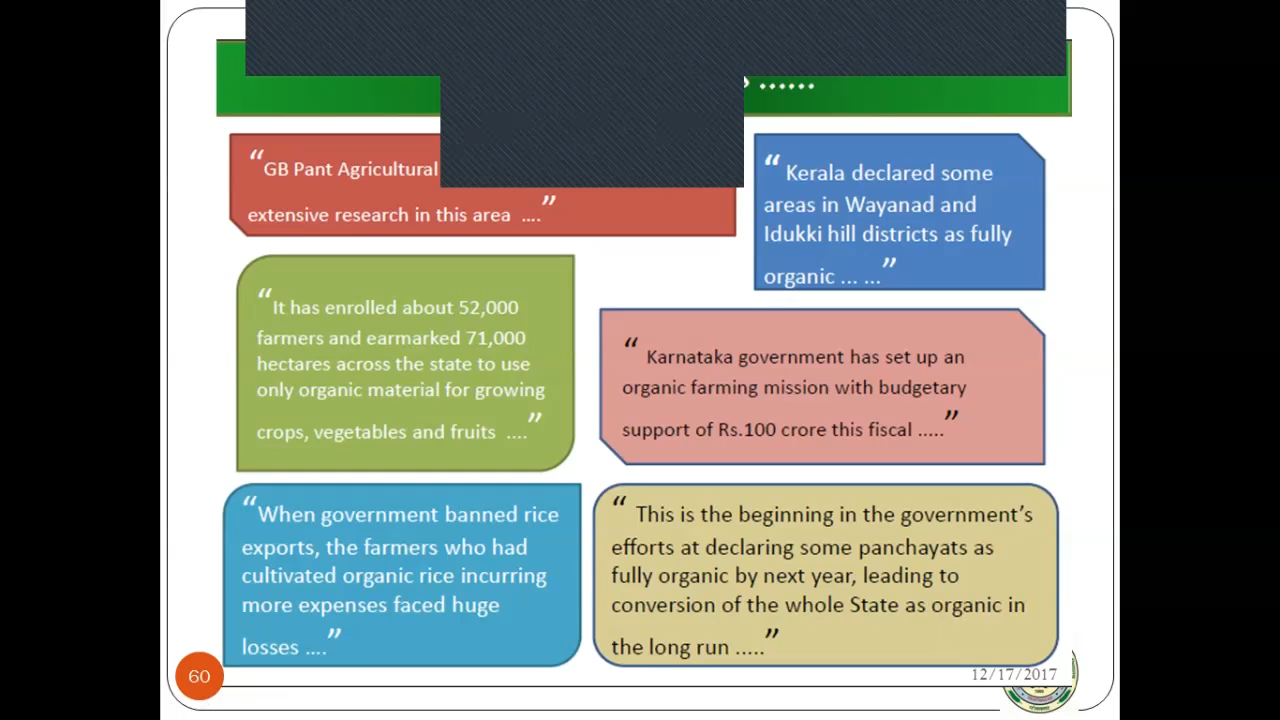 ......
“GB Pant Agricultural
extensive research in this area ….”
“ Kerala declared some
areas in Wayanad and
Idukki hill districts as fully
organic ... ...”
“It has enrolled about 52,000
farmers and earmarked 71,000
hectares across the state to use
only organic material for growing
crops, vegetables and fruits ....”
“ Karnataka government has set up an
organic farming mission with budgetary
support of Rs.100 crore this fiscal .....”
“When government banned rice
exports, the farmers who had
cultivated organic rice incurring
more expenses faced huge
losses ….”
“ This is the beginning in the government’s
efforts at declaring some panchayats as
fully organic by next year, leading to
conversion of the whole State as organic in
the long run .....”
60
12/17/2017